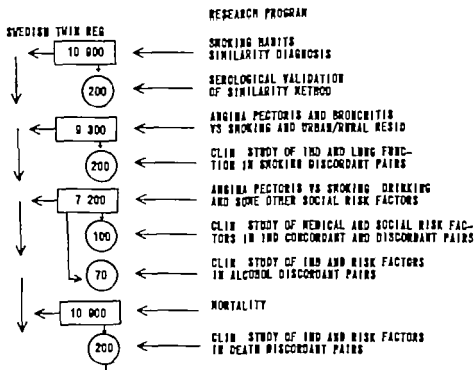 RESEARCH PROGRAM
SWEDISH TWIN REG
10 900
SMOKING HABITS
SIMILARITY DIAGNOSIS
200
SEROLOGICAL VALIDATION
OF SIMILARITY METHOD
9 300
ANGINA PECTORIS AND BRONCHITIS
VS SMOKING AND URBAN/RURAL RESID
200
CLIN STUDY OF IHD AND LUNG FUNC-
TION IN SMOKING DISCORDANT PAIRS
7 200
ANGINA PECTORIS VS SMOKING DRINKING
AND SOME OTHER SOCIAL RISK FACTORS
100
CLIN STUDY OF MEDICAL AND SOCIAL RISK FAC-
TORS IN IHD CONCORDANT AND DISCORDANT PAIRS
70
CLIN STUDY OF IHD AND RISK FACTORS
IN ALCOHOL DISCORDANT PAIRS
10 900
MORTALITY
200
CLIN STUDY OF IHD AND RISK FACTORS
IN DEATH DISCORDANT PAIRS